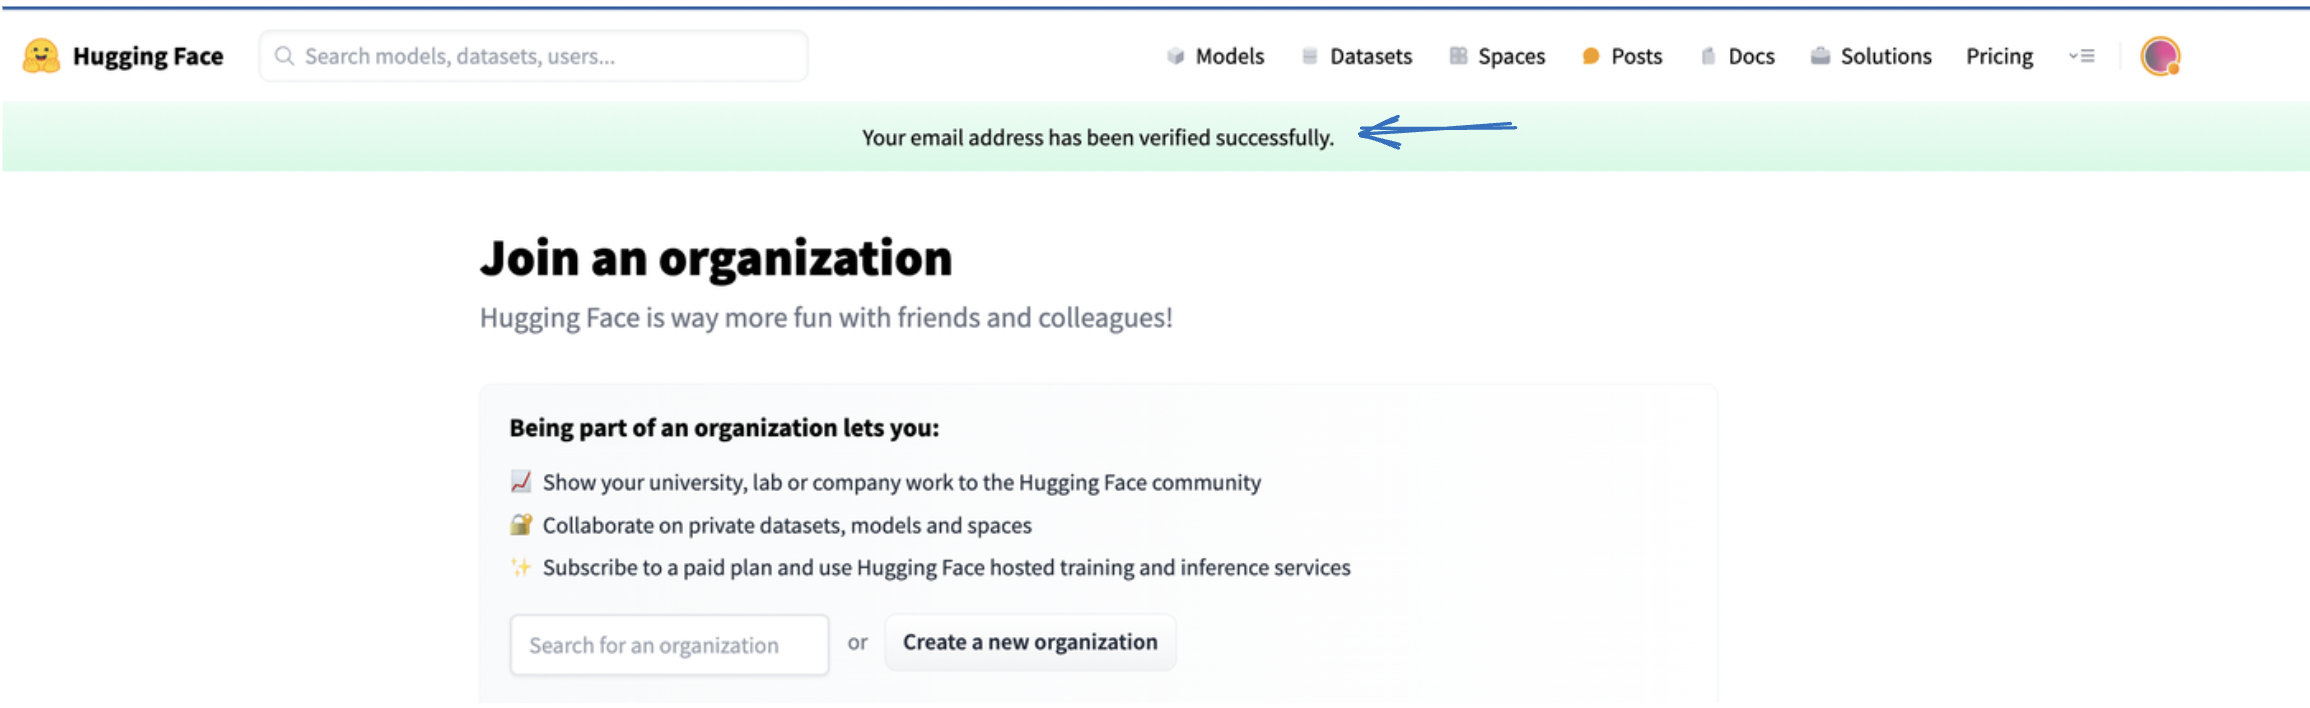 Hugging Face
Search models, datasets, users...
Models
Datasets
Spaces
Posts
Docs
Solutions
Pricing
Your email address has been verified successfully.
Join an organization
Hugging Face is way more fun with friends and colleagues!
Being part of an organization lets you:
Show your university, lab or company work to the Hugging Face community
Collaborate on private datasets, models and spaces
Subscribe to a paid plan and use Hugging Face hosted training and inference services
Search for an organization
or
Create a new organization